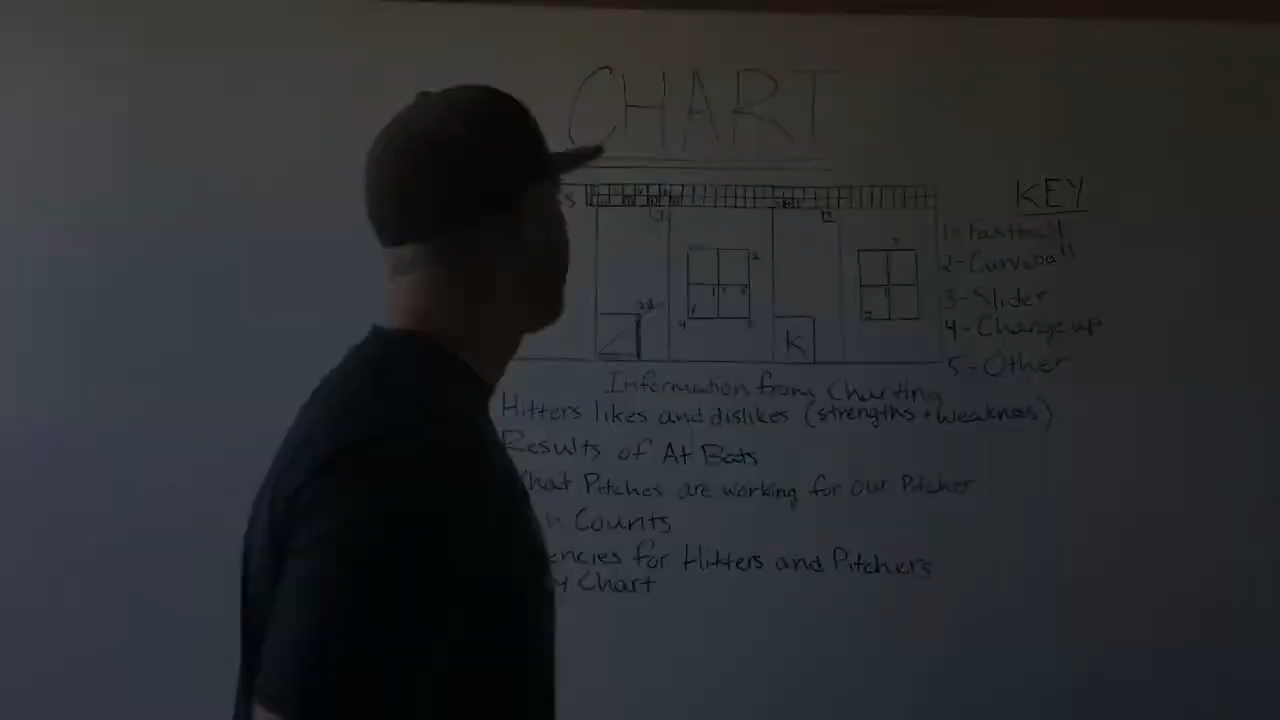 CHART
KEY
1-Fastball
2-Curveball
3-Slider
4-Change up
5-Other
K
Information from Charting
Hitters likes and dislikes (strengths + weakness)
Results of At Bats
What Pitches are working for our Pitcher
Counts
for Hitters and Pitchers
Chart